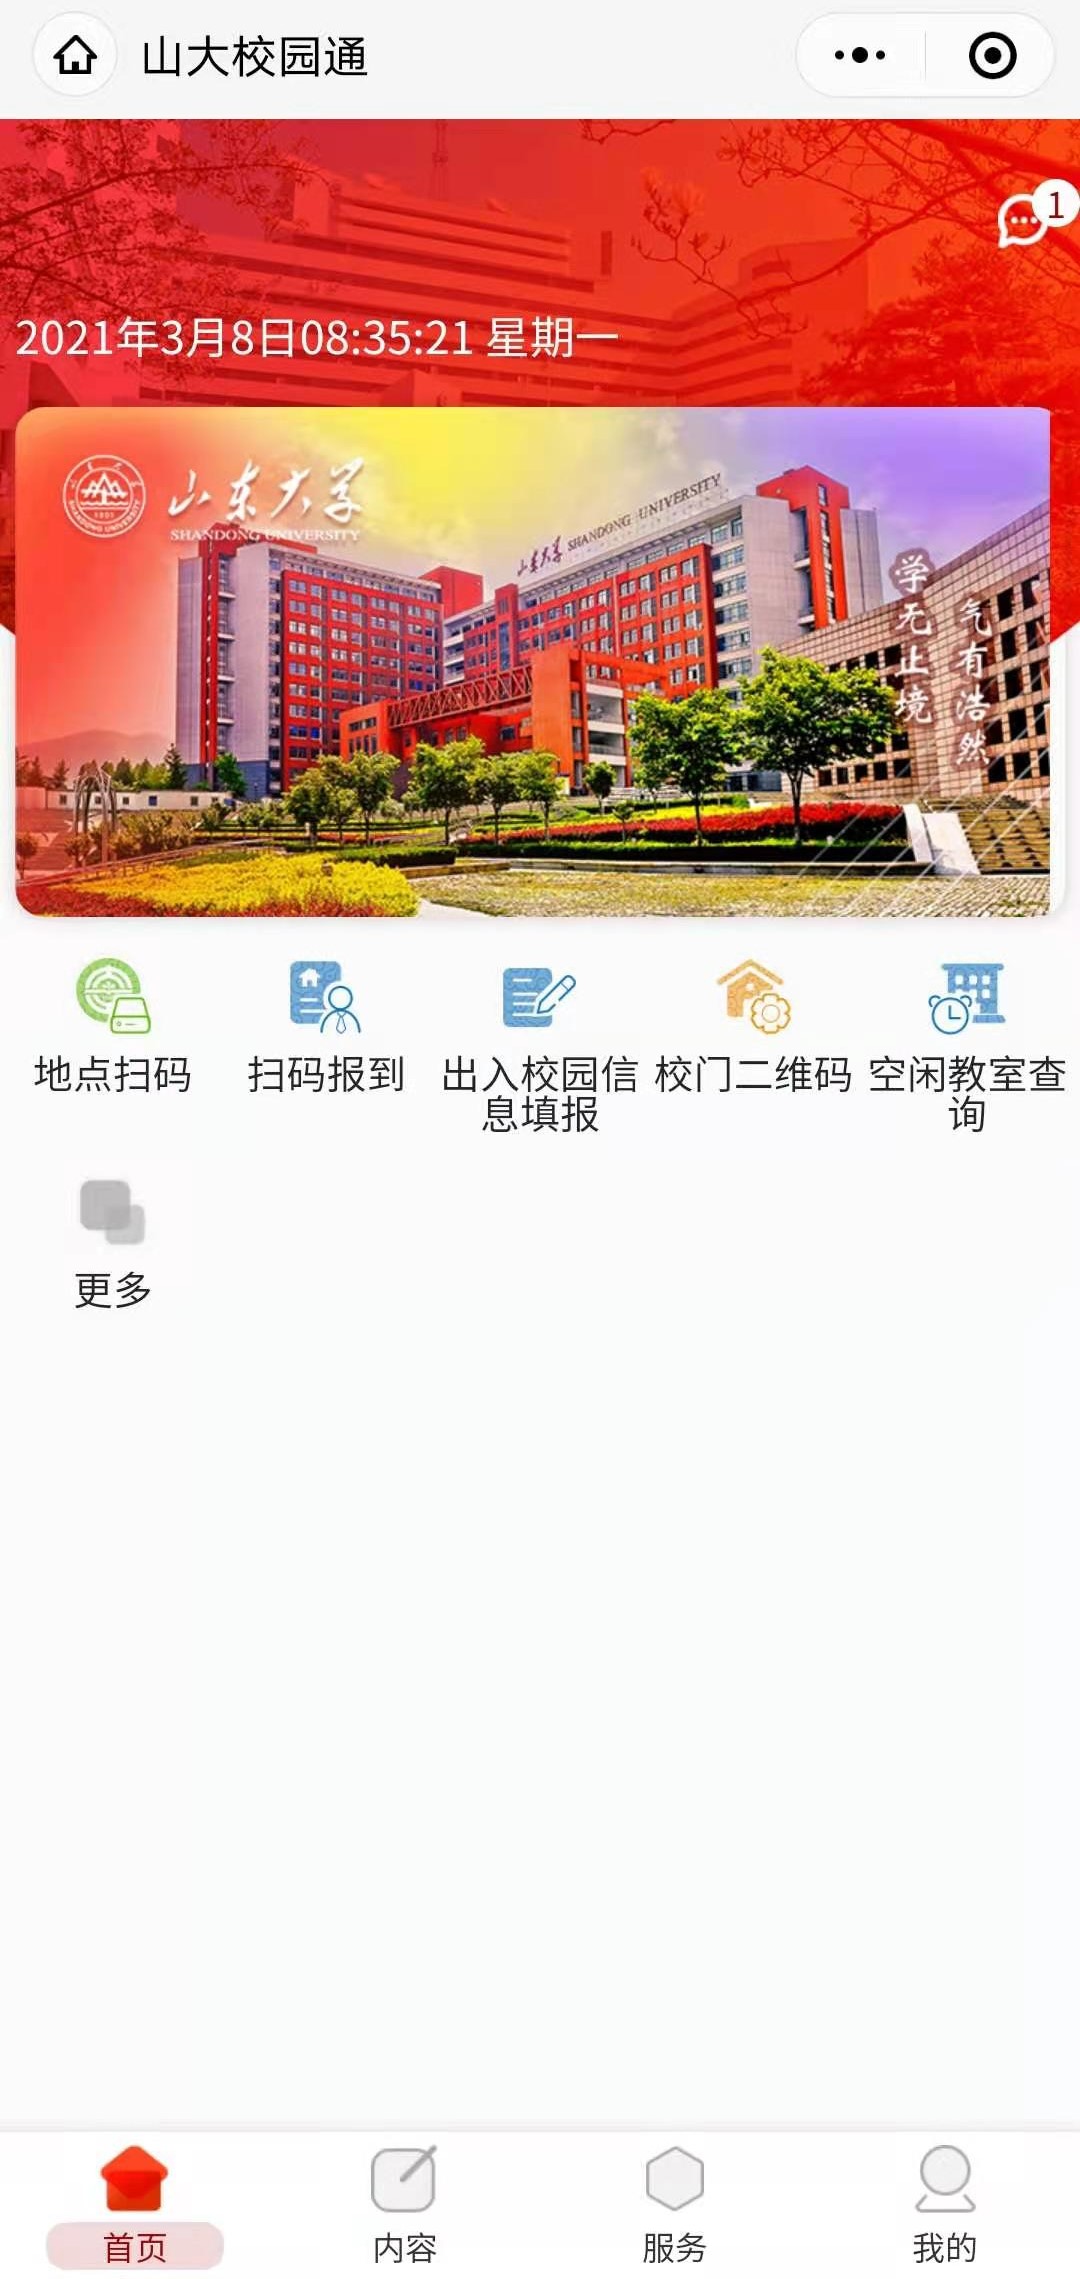 山大校园通
1
2021年3月8日08:35:21 星期一
山东大学
SHANDONG UNIVERSITY
山东大学 SHANDONG UNIVERSITY
学无止境
气有浩然
地点扫码
扫码报到
出入校园信
息填报
校门二维码
空闲教室查
询
更多
首页
内容
服务
我的